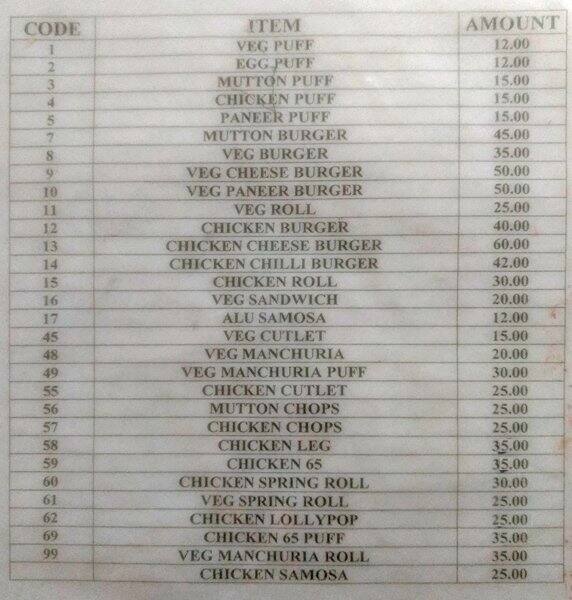 CODE ITEM AMOUNT
1 VEG PUFF 12.00
2 EGG PUFF 12.00
3 MUTTON PUFF 15.00
4 CHICKEN PUFF 15.00
5 PANEER PUFF 15.00
7 MUTTON BURGER 45.00
8 VEG BURGER 35.00
9 VEG CHEESE BURGER 50.00
10 VEG PANEER BURGER 50.00
11 VEG ROLL 25.00
12 CHICKEN BURGER 40.00
13 CHICKEN CHEESE BURGER 60.00
14 CHICKEN CHILLI BURGER 42.00
15 CHICKEN ROLL 30.00
16 VEG SANDWICH 20.00
17 ALU SAMOSA 12.00
45 VEG CUTLET 15.00
48 VEG MANCHURIA 20.00
49 VEG MANCHURIA PUFF 30.00
55 CHICKEN CUTLET 25.00
56 MUTTON CHOPS 25.00
57 CHICKEN CHOPS 25.00
58 CHICKEN LEG 35.00
59 CHICKEN 65 35.00
60 CHICKEN SPRING ROLL 30.00
61 VEG SPRING ROLL 25.00
62 CHICKEN LOLLYPOP 25.00
69 CHICKEN 65 PUFF 35.00
99 VEG MANCHURIA ROLL 35.00
CHICKEN SAMOSA 25.00